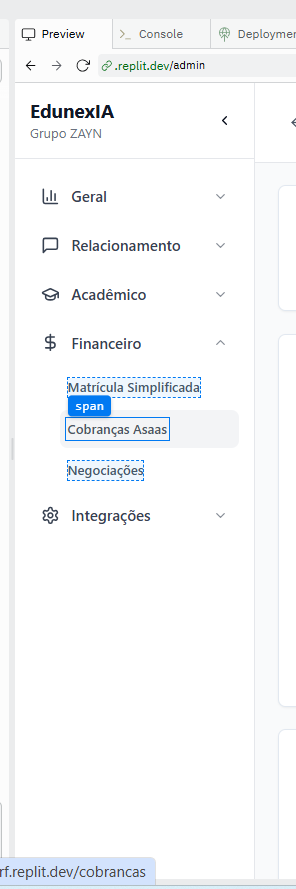 Preview
Console
Deploymen
.replit.dev/admin
EdunexIA
Grupo ZAYN
Geral
Relacionamento
Acadêmico
Financeiro
Matrícula Simplificada
span
Cobranças Asaas
Negociações
Integrações
rf.replit.dev/cobrancas